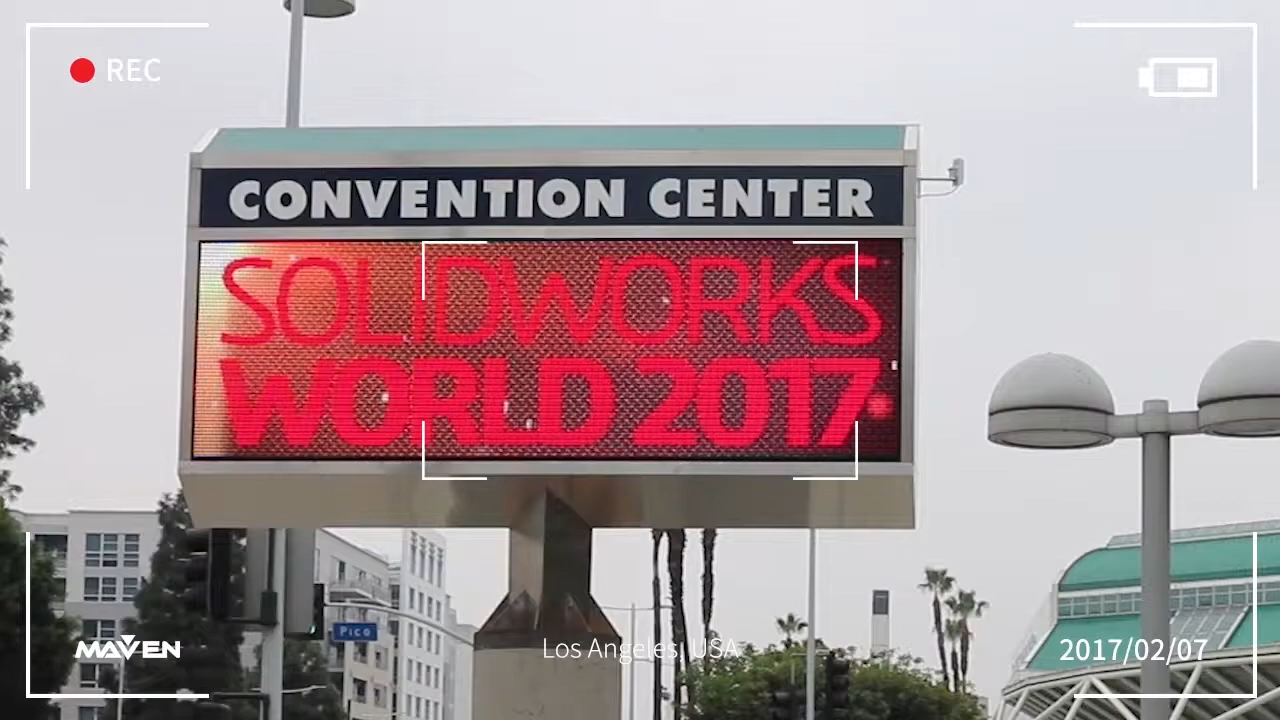 REC
CONVENTION CENTER
SOLIDWORKS
WORLD 2017
Pico
MAVEN
Los Angeles, USA
2017/02/07